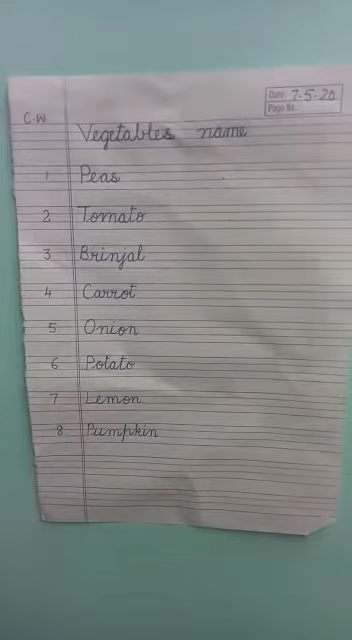 Date: 7-5-20
Page No.:
C.W
Vegetables name
1 Peas
2 Tomato
3 Brinjal
4 Carrot
5 Onion
6 Potato
7 Lemon
8 Pumpkin